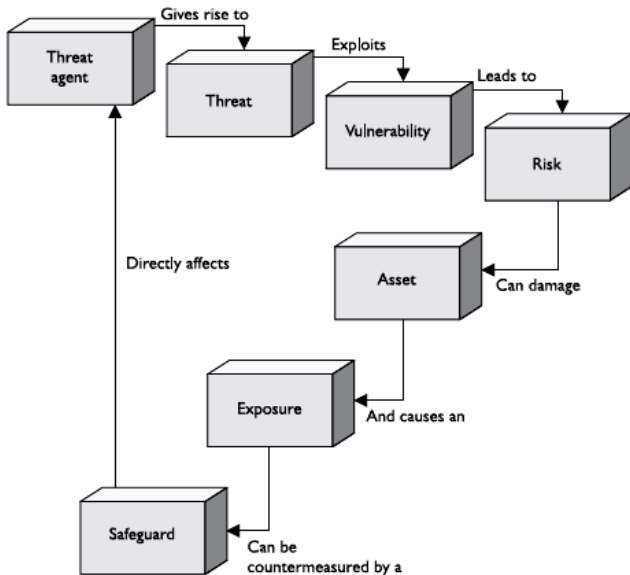 Gives rise to
Threat
agent
Exploits
Threat
Leads to
Vulnerability
Risk
Directly affects
Asset
Can damage
Exposure
And causes an
Safeguard
Can be
countermeasured by a